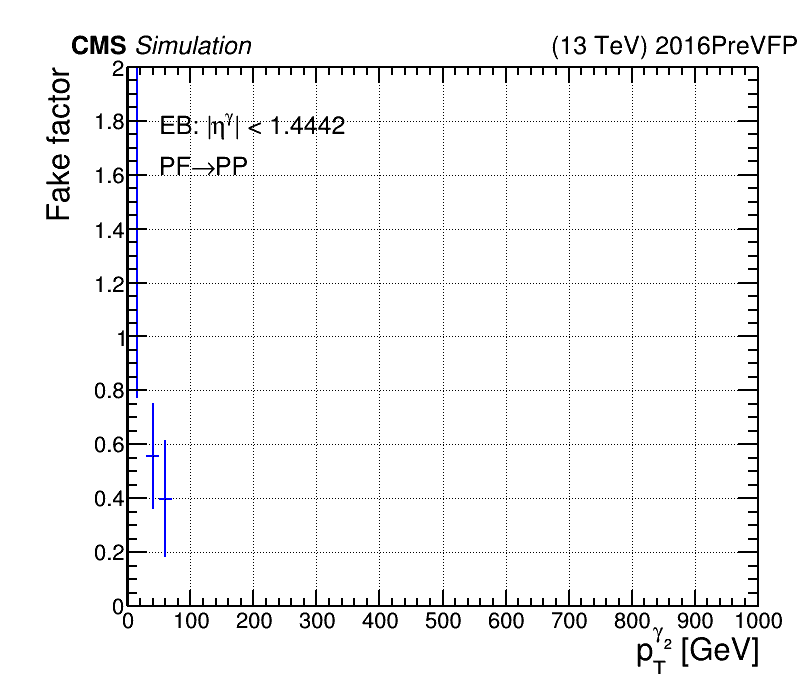 CMS Simulation (13 TeV) 2016PreVFP
Fake factor
2
1.8
1.6
1.4
1.2
1
0.8
0.6
0.4
0.2
0
EB: |η^γ| < 1.4442
PF→PP
0 100 200 300 400 500 600 700 800 900 1000
p_T^γ_2 [GeV]